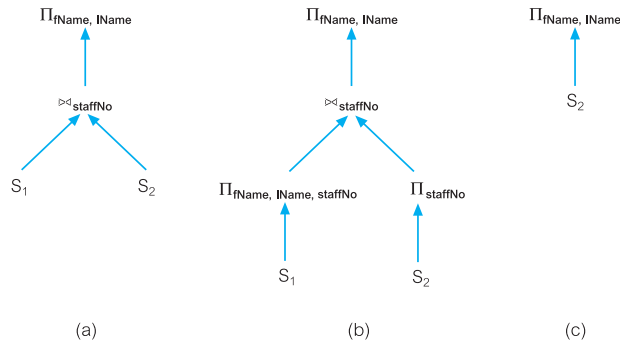 Π fName, lName
Π fName, lName
Π fName, lName
⋈ staffNo
⋈ staffNo
S2
S1
S2
Π fName, lName, staffNo
Π staffNo
S1
S2
(a)
(b)
(c)